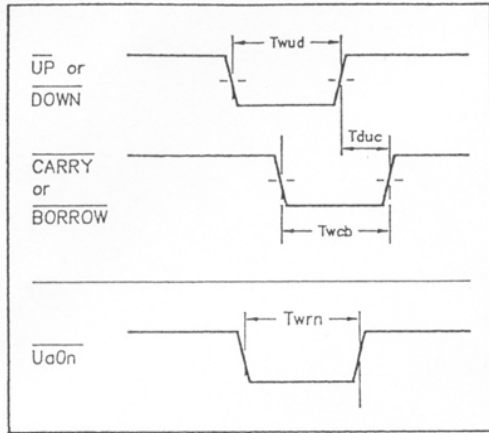 UP or
DOWN
Twud
Tduc
CARRY
or
BORROW
Twcb
Twrn
Ua0n